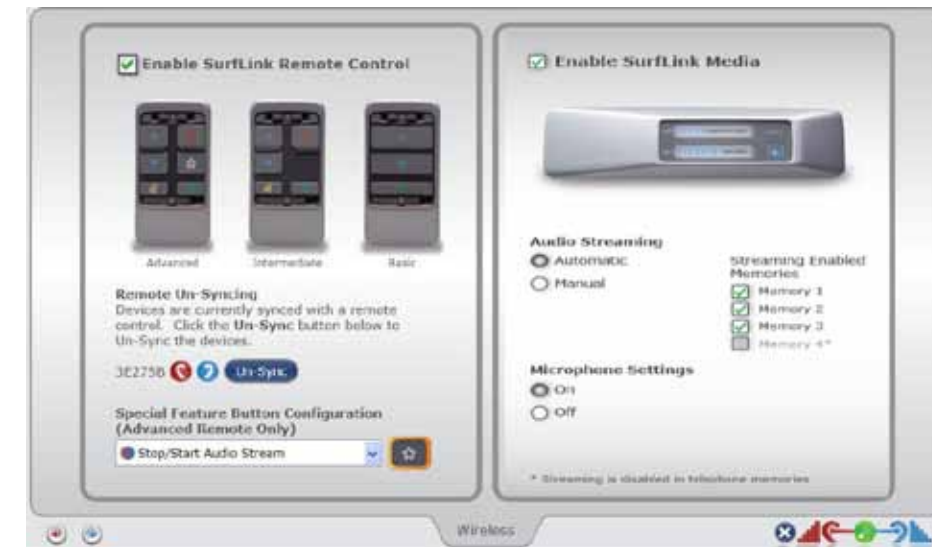 Enable SurfLink Remote Control
Advanced
Intermediate
Basic
Remote Un-Syncing
Devices are currently synced with a remote
control. Click the Un-Sync button below to
Un-Sync the devices.
3E275B
Un-Sync
Special Feature Button Configuration
(Advanced Remote Only)
Stop/Start Audio Stream
Enable SurfLink Media
Audio Streaming
Automatic
Manual
Streaming Enabled
Memories
Memory 1
Memory 2
Memory 3
Memory 4*
Microphone Settings
On
Off
* Streaming is disabled in telephone memories
Wireless